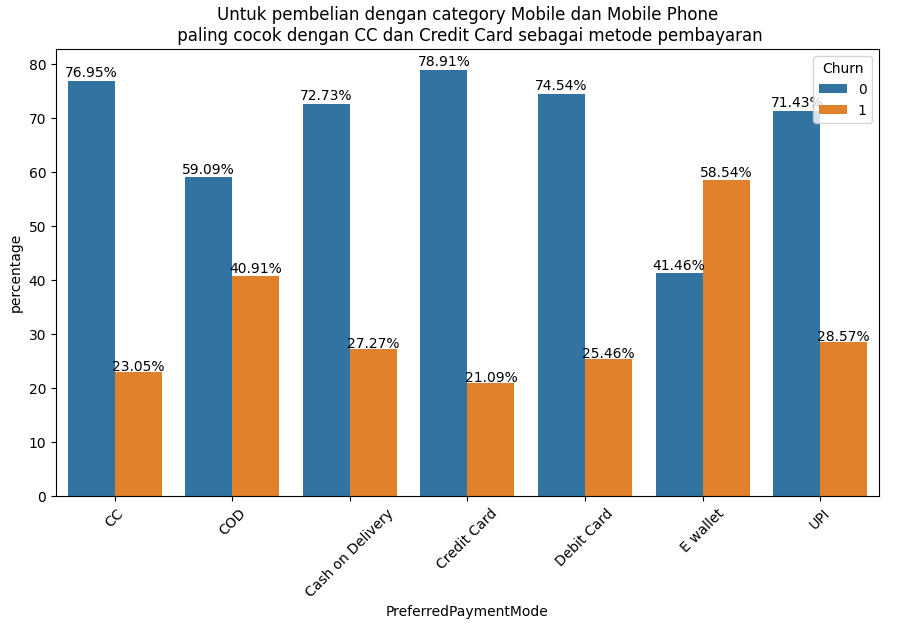 Untuk pembelian dengan category Mobile dan Mobile Phone
paling cocok dengan CC dan Credit Card sebagai metode pembayaran
percentage
80
70
60
50
40
30
20
10
0
76.95%
23.05%
59.09%
40.91%
72.73%
27.27%
78.91%
21.09%
74.54%
25.46%
41.46%
58.54%
71.43%
28.57%
Churn
0
1
CC
COD
Cash on Delivery
Credit Card
Debit Card
E wallet
UPI
PreferredPaymentMode